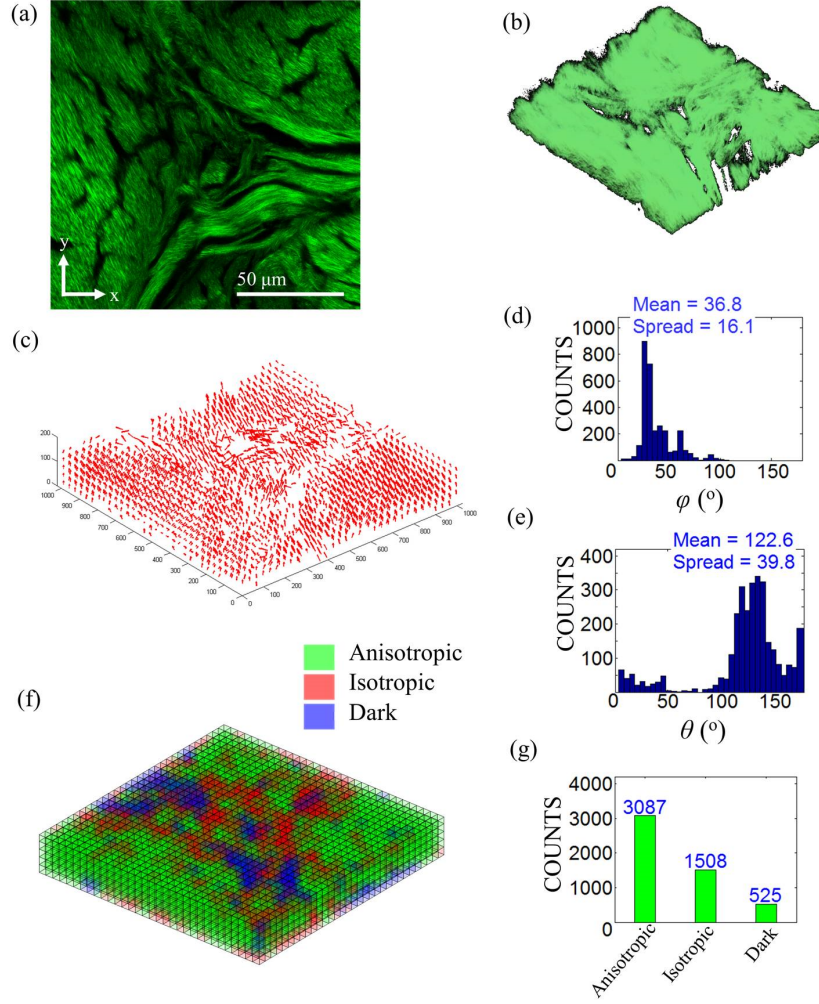 (a)
y
x
50 μm
(b)
(c)
200
100
0
1000
900
800
700
600
500
400
300
200
100
0
0
100
200
300
400
500
600
700
800
900
1000
(d)
Mean = 36.8
Spread = 16.1
COUNTS
1000
800
600
400
200
50
100
150
φ (°)
(e)
Mean = 122.6
Spread = 39.8
COUNTS
400
300
200
100
0
50
100
150
θ (°)
Anisotropic
Isotropic
Dark
(f)
(g)
COUNTS
4000
3000
2000
1000
0
3087
1508
525
Anisotropic
Isotropic
Dark